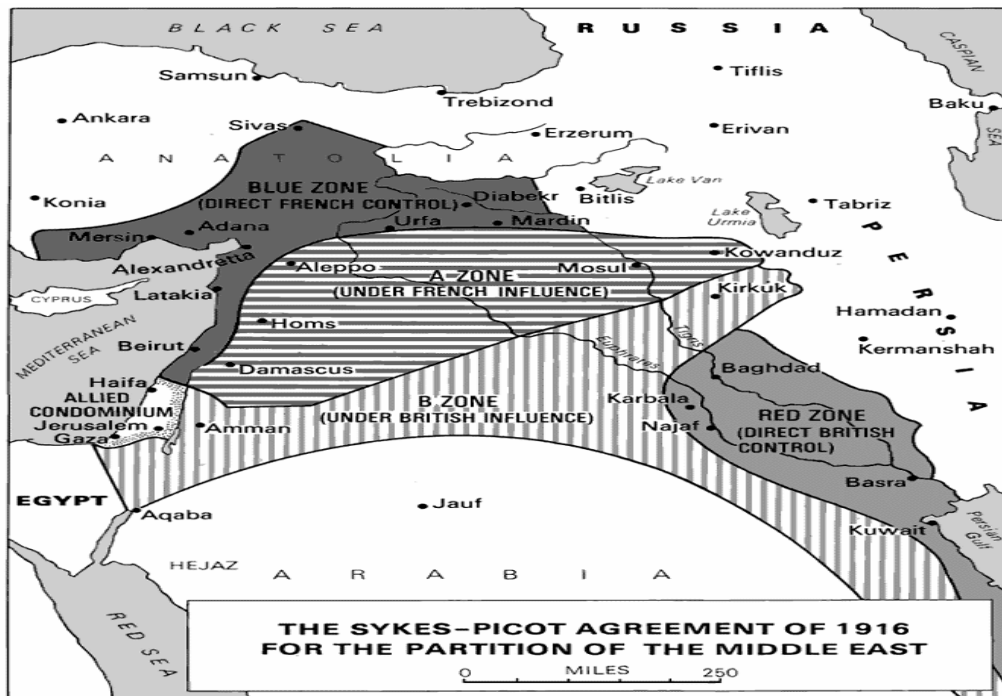 BLACK SEA
RUSSIA
CASPIAN
SEA
Samsun
Tiflis
Trebizond
Baku
Ankara
Sivas
Erzerum
Erivan
ANATOLIA
Lake Van
BLUE ZONE
(DIRECT FRENCH CONTROL)
Diabekr
Bitlis
Konia
Tabriz
Urfa
Mardin
Lake
Urmia
Mersin
Adana
PERSIA
Alexandretta
Aleppo
A ZONE
(UNDER FRENCH INFLUENCE)
Mosul
Kowanduz
CYPRUS
Latakia
Kirkuk
Hamadan
Homs
MEDITERRANEAN
SEA
Beirut
Euphrates
Tigris
Kermanshah
Damascus
Baghdad
Haifa
ALLIED
CONDOMINIUM
B ZONE
(UNDER BRITISH INFLUENCE)
Karbala
RED ZONE
(DIRECT BRITISH
CONTROL)
Jerusalem
Gaza
Amman
Najaf
Basra
EGYPT
Aqaba
Jauf
Kuwait
Persian
Gulf
HEJAZ
ARABIA
RED SEA
THE SYKES-PICOT AGREEMENT OF 1916
FOR THE PARTITION OF THE MIDDLE EAST
MILES
0 250